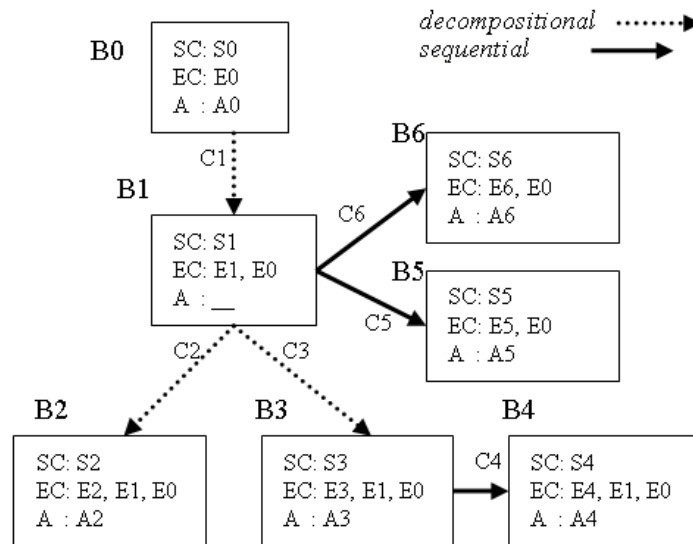 decompositional
sequential
B0
SC: S0
EC: E0
A : A0
C1
B1
SC: S1
EC: E1, E0
A : __
C6
B6
SC: S6
EC: E6, E0
A : A6
C5
B5
SC: S5
EC: E5, E0
A : A5
C2
C3
B2
SC: S2
EC: E2, E1, E0
A : A2
B3
SC: S3
EC: E3, E1, E0
A : A3
C4
B4
SC: S4
EC: E4, E1, E0
A : A4